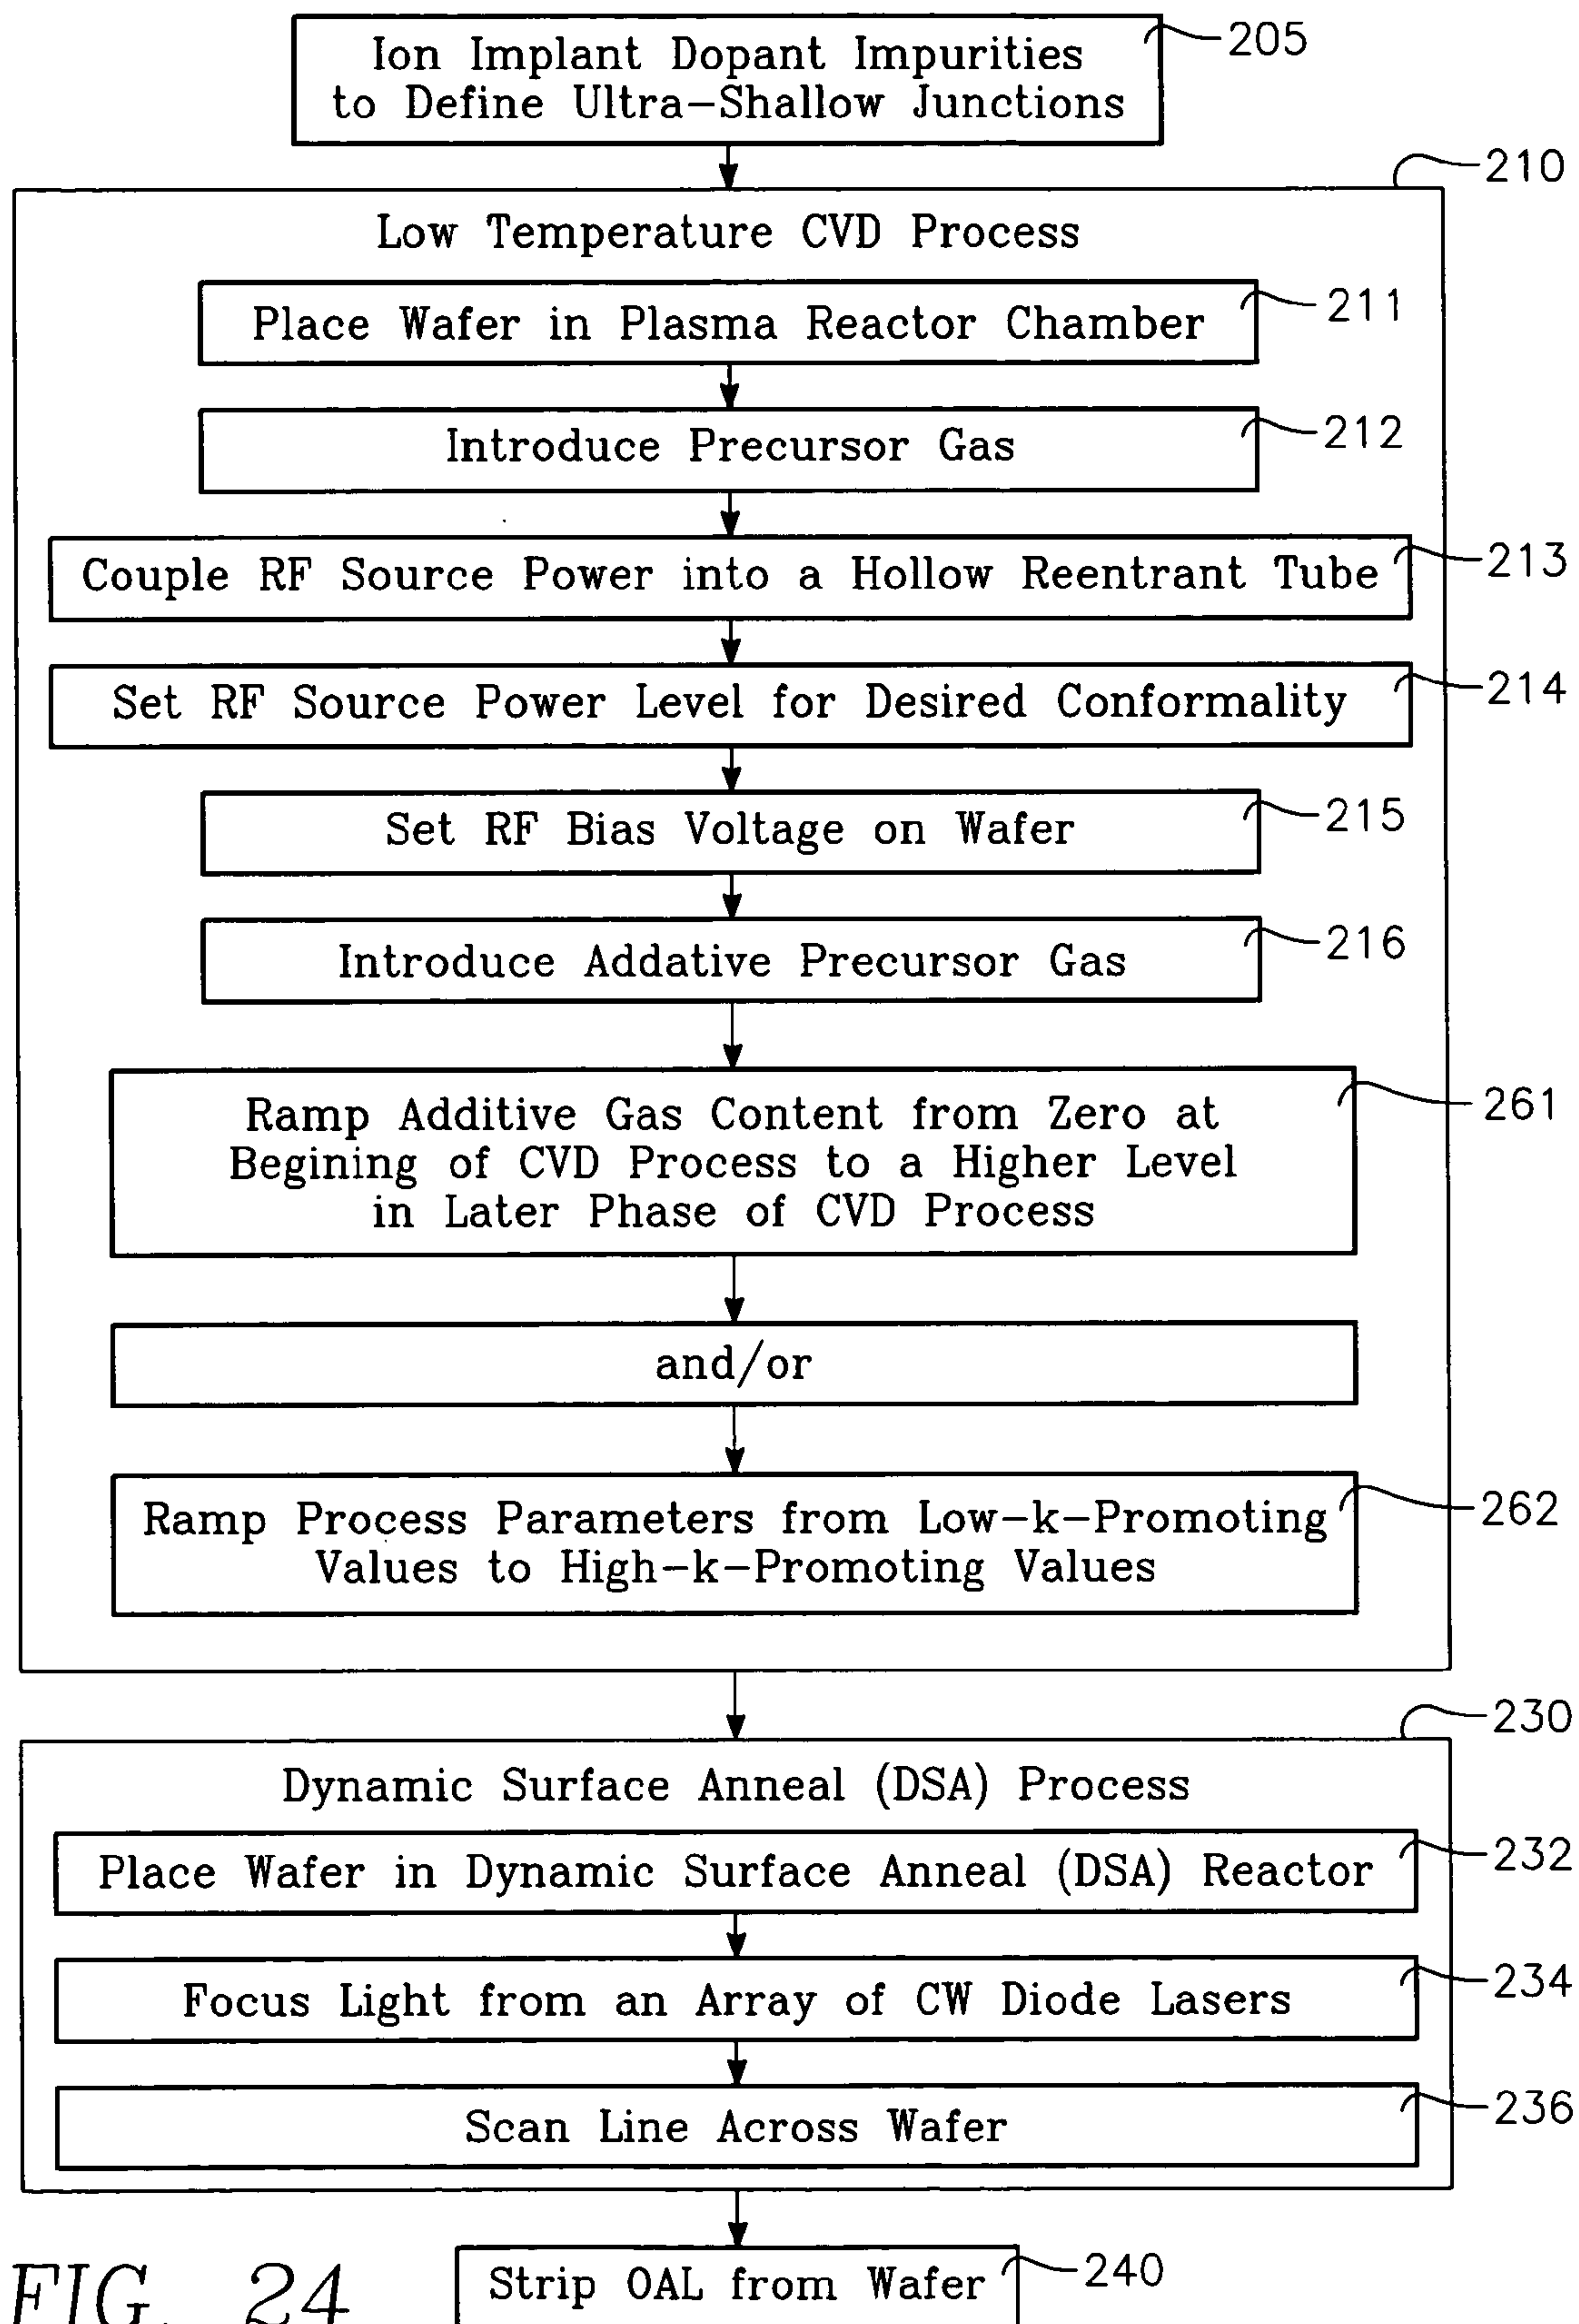 Ion Implant Dopant Impurities
to Define Ultra-Shallow Junctions
205
210
Low Temperature CVD Process
Place Wafer in Plasma Reactor Chamber
211
Introduce Precursor Gas
212
Couple RF Source Power into a Hollow Reentrant Tube
213
Set RF Source Power Level for Desired Conformality
214
Set RF Bias Voltage on Wafer
215
Introduce Addative Precursor Gas
216
Ramp Additive Gas Content from Zero at
Begining of CVD Process to a Higher Level
in Later Phase of CVD Process
261
and/or
Ramp Process Parameters from Low-k-Promoting
Values to High-k-Promoting Values
262
230
Dynamic Surface Anneal (DSA) Process
Place Wafer in Dynamic Surface Anneal (DSA) Reactor
232
Focus Light from an Array of CW Diode Lasers
234
Scan Line Across Wafer
236
Strip OAL from Wafer
240
FIG. 24